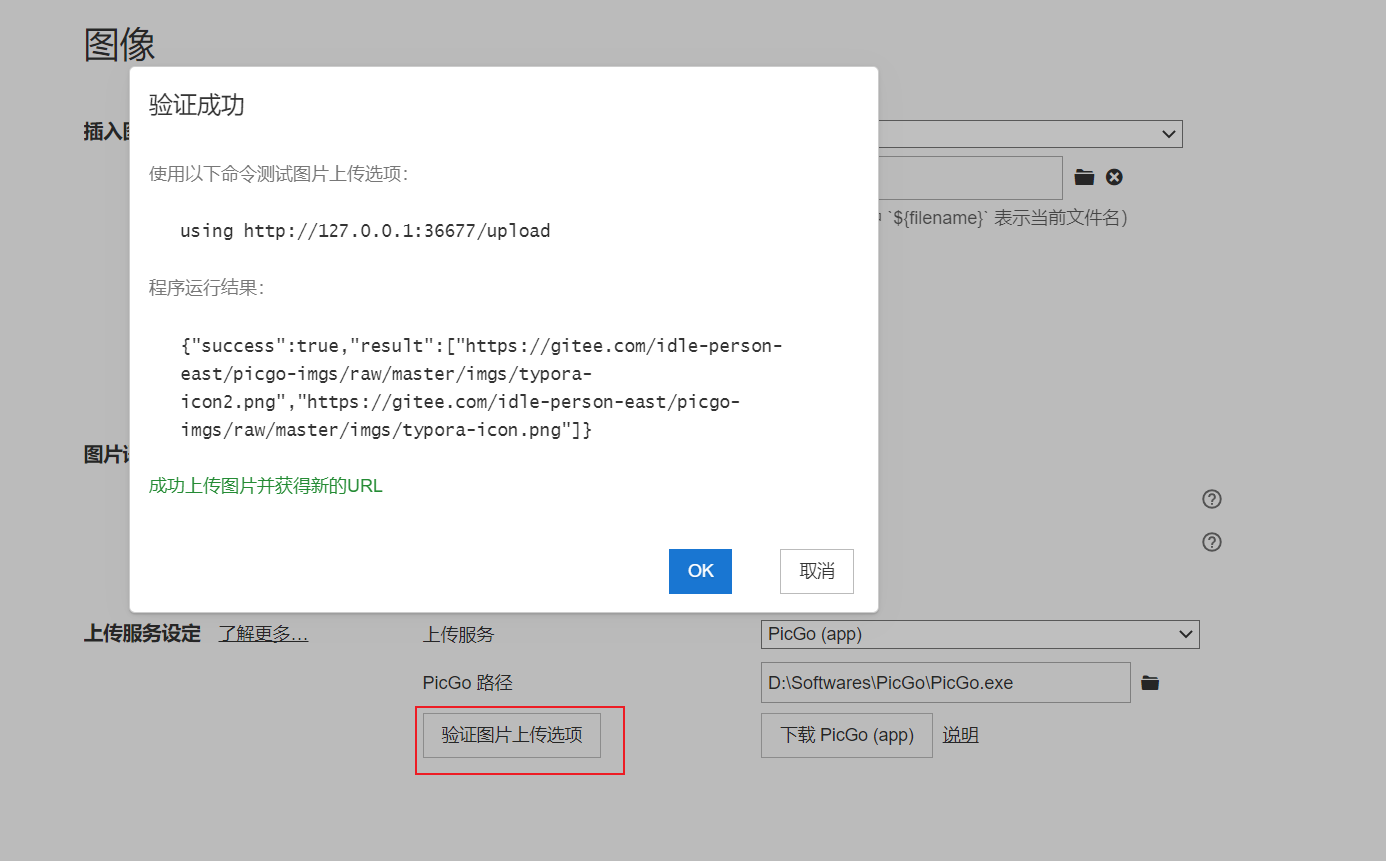 图像
验证成功
插入
使用以下命令测试图片上传选项：
`${filename}` 表示当前文件名）
using http://127.0.0.1:36677/upload
程序运行结果：
{"success":true,"result":["https://gitee.com/idle-person-
east/picgo-imgs/raw/master/imgs/typora-
icon2.png","https://gitee.com/idle-person-east/picgo-
imgs/raw/master/imgs/typora-icon.png"]}
图片
成功上传图片并获得新的URL
OK 取消
上传服务设定 了解更多… 上传服务 PicGo (app)
PicGo 路径 D:\Softwares\PicGo\PicGo.exe
验证图片上传选项 下载 PicGo (app) 说明